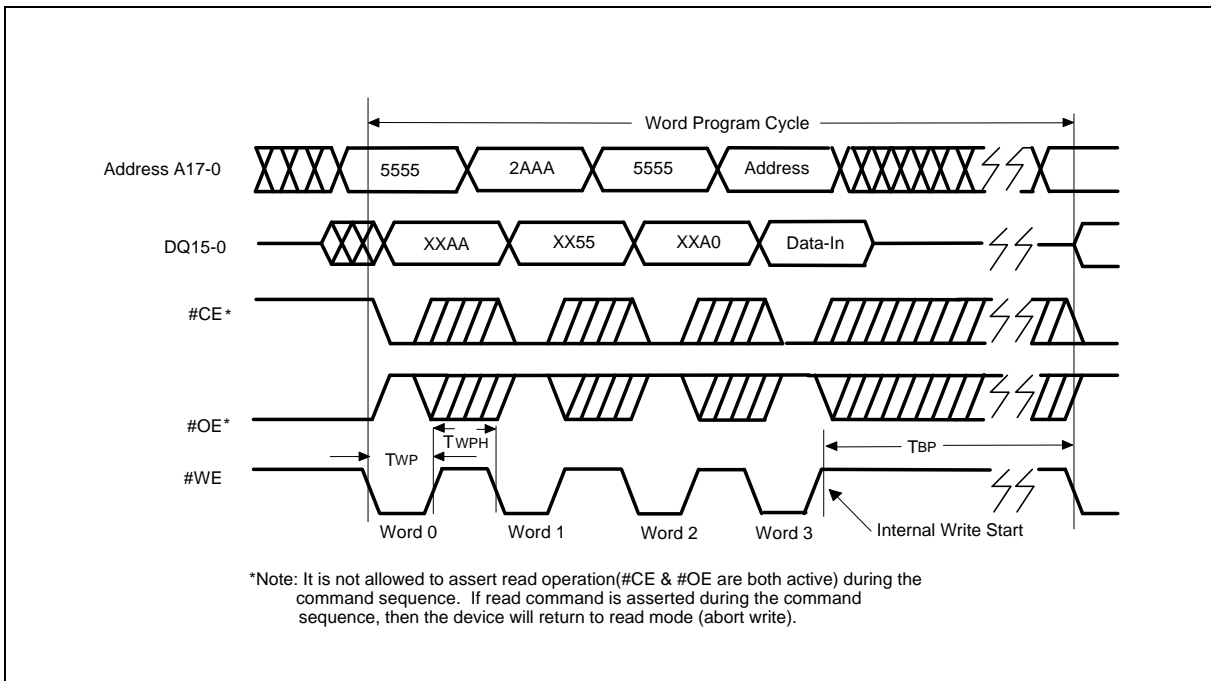 Word Program Cycle
Address A17-0
5555
2AAA
5555
Address
DQ15-0
XXAA
XX55
XXA0
Data-In
#CE*
#OE*
TWPH
TWP
TBP
#WE
Word 0
Word 1
Word 2
Word 3
Internal Write Start
*Note: It is not allowed to assert read operation(#CE & #OE are both active) during the
command sequence. If read command is asserted during the command
sequence, then the device will return to read mode (abort write).